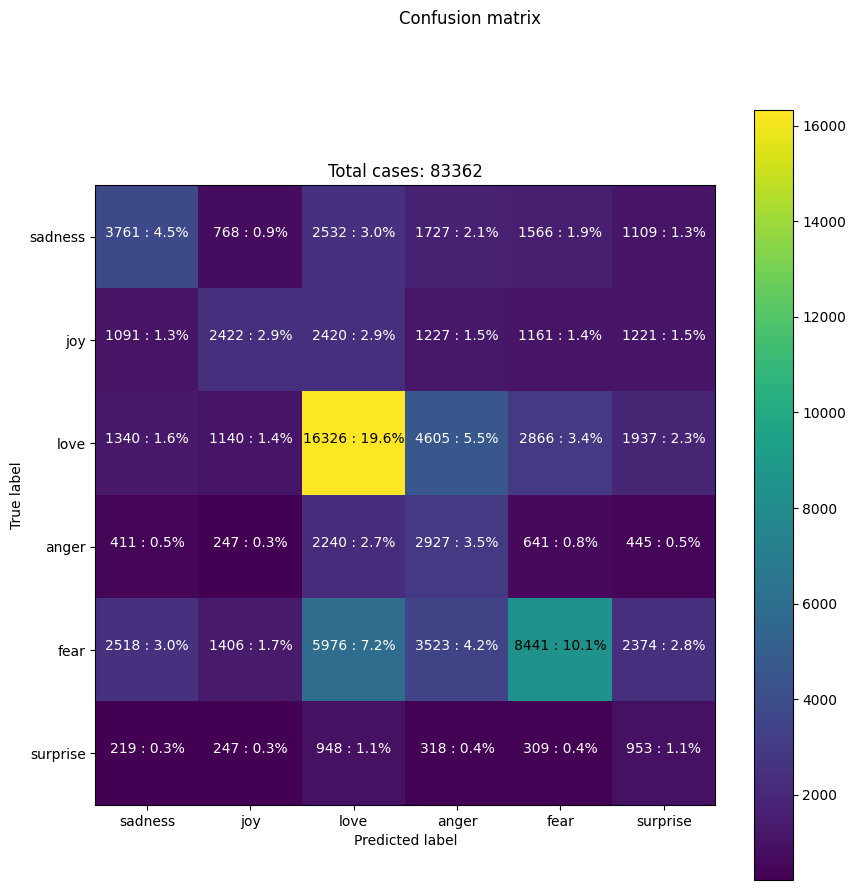 Confusion matrix
Total cases: 83362
sadness 3761 : 4.5% 768 : 0.9% 2532 : 3.0% 1727 : 2.1% 1566 : 1.9% 1109 : 1.3%
joy 1091 : 1.3% 2422 : 2.9% 2420 : 2.9% 1227 : 1.5% 1161 : 1.4% 1221 : 1.5%
love 1340 : 1.6% 1140 : 1.4% 16326 : 19.6% 4605 : 5.5% 2866 : 3.4% 1937 : 2.3%
anger 411 : 0.5% 247 : 0.3% 2240 : 2.7% 2927 : 3.5% 641 : 0.8% 445 : 0.5%
fear 2518 : 3.0% 1406 : 1.7% 5976 : 7.2% 3523 : 4.2% 8441 : 10.1% 2374 : 2.8%
surprise 219 : 0.3% 247 : 0.3% 948 : 1.1% 318 : 0.4% 309 : 0.4% 953 : 1.1%
sadness joy love anger fear surprise
Predicted label
True label
16000
14000
12000
10000
8000
6000
4000
2000